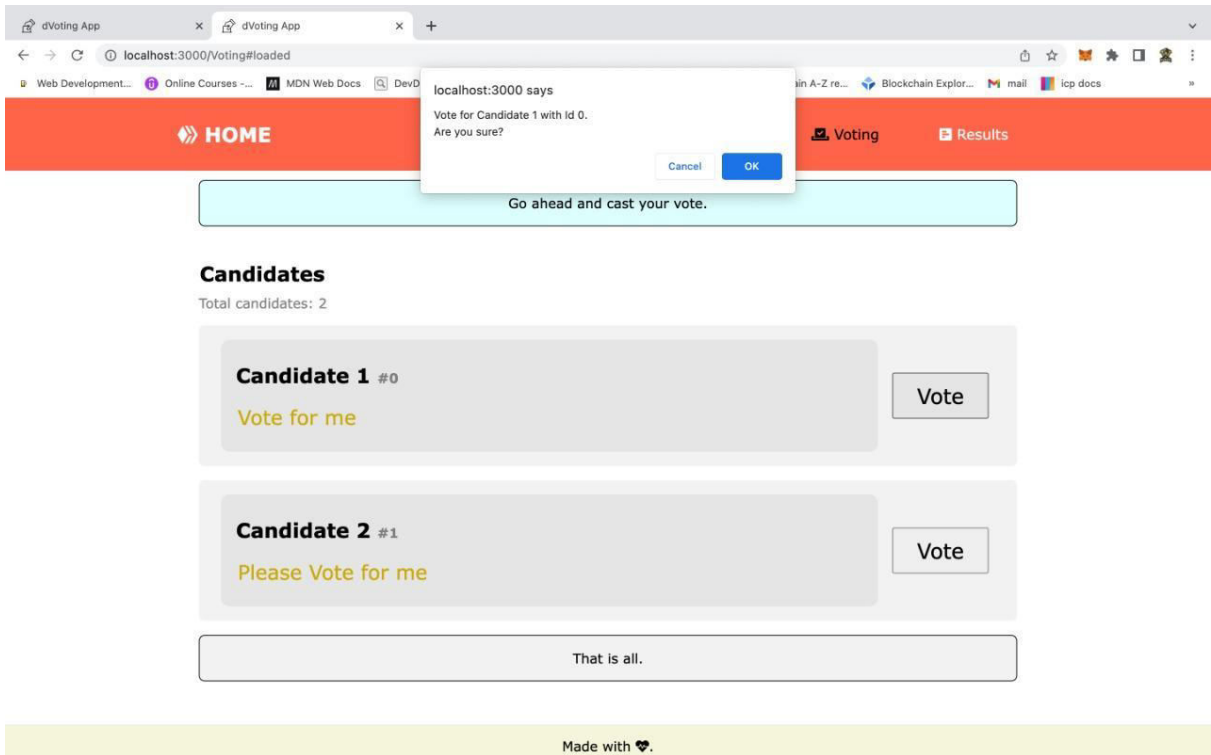 dVoting App
dVoting App
localhost:3000/Voting#loaded
Web Development...
Online Courses -...
MDN Web Docs
DevD
ain A-Z re...
Blockchain Explor...
mail
icp docs
localhost:3000 says
Vote for Candidate 1 with Id 0.
Are you sure?
Cancel
OK
HOME
Voting
Results
Go ahead and cast your vote.
Candidates
Total candidates: 2
Candidate 1 #0
Vote for me
Vote
Candidate 2 #1
Please Vote for me
Vote
That is all.
Made with .